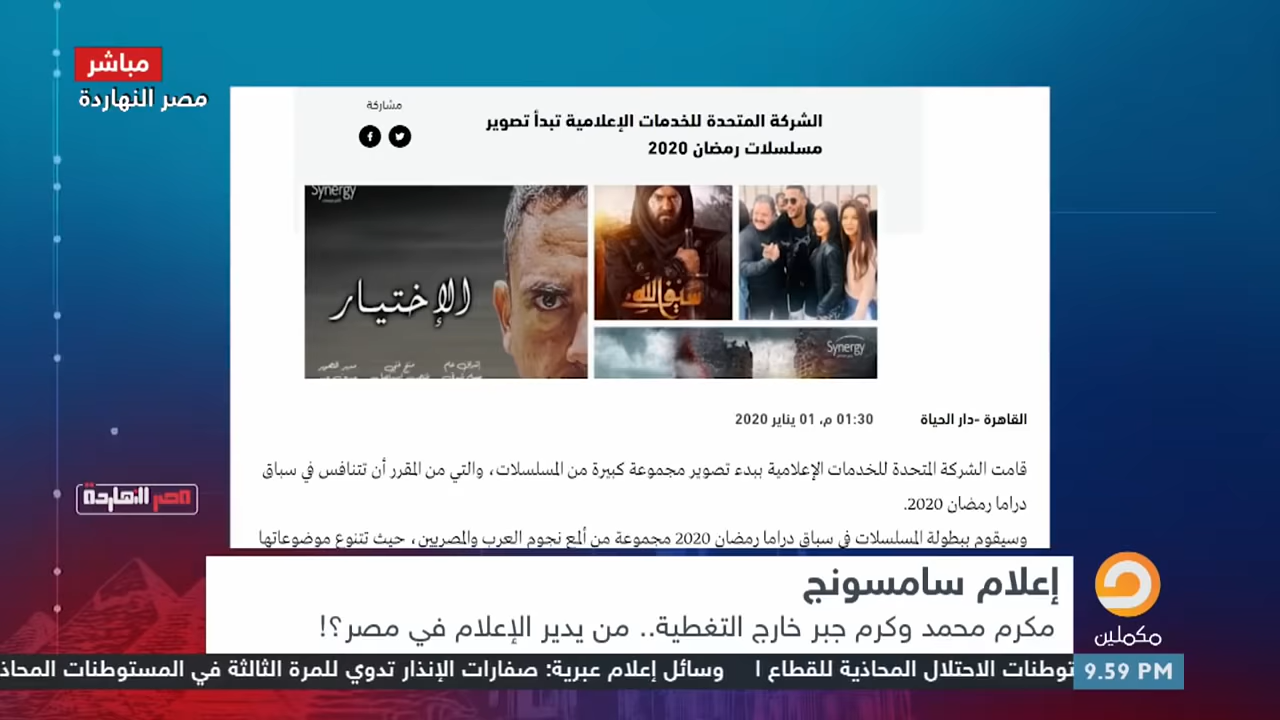 مباشر
مصر النهاردة
مشاركة
الشركة المتحدة للخدمات الإعلامية تبدأ تصوير
مسلسلات رمضان 2020
Synergy
الإختيار
سيف الله
Synergy
القاهرة -دار الحياة
01:30 م، 01 يناير 2020
قامت الشركة المتحدة للخدمات الإعلامية ببدء تصوير مجموعة كبيرة من المسلسلات، والتي من المقرر أن تتنافس في سباق
دراما رمضان 2020.
وسيقوم ببطولة المسلسلات في سباق دراما رمضان 2020 مجموعة من ألمع نجوم العرب والمصريين، حيث تتنوع موضوعاتها
مصر النهاردة
إعلام سامسونج
مكرم محمد وكرم جبر خارج التغطية.. من يدير الإعلام في مصر؟!
مكملين
توطنات الاحتلال المحاذية للقطاع ا وسائل إعلام عبرية: صفارات الإنذار تدوي للمرة الثالثة في المستوطنات المحاذ
9.59 PM